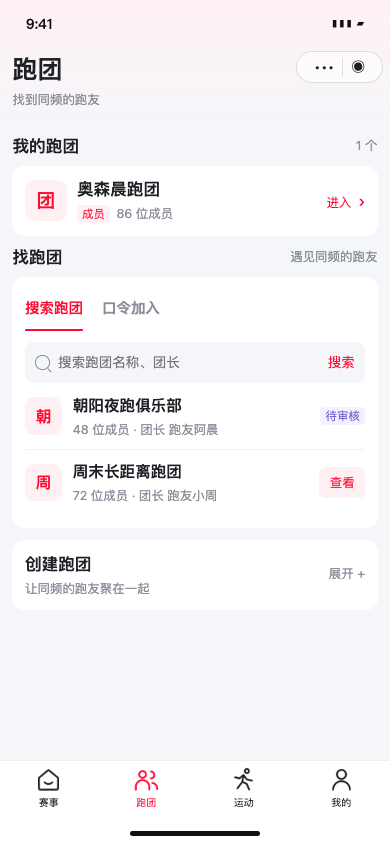 9:41
跑团
找到同频的跑友
我的跑团
1 个
团
奥森晨跑团
成员 86 位成员
进入
找跑团
遇见同频的跑友
搜索跑团 口令加入
搜索跑团名称、团长
搜索
朝
朝阳夜跑俱乐部
48 位成员 · 团长 跑友阿晨
待审核
周
周末长距离跑团
72 位成员 · 团长 跑友小周
查看
创建跑团
让同频的跑友聚在一起
展开 +
赛事 跑团 运动 我的